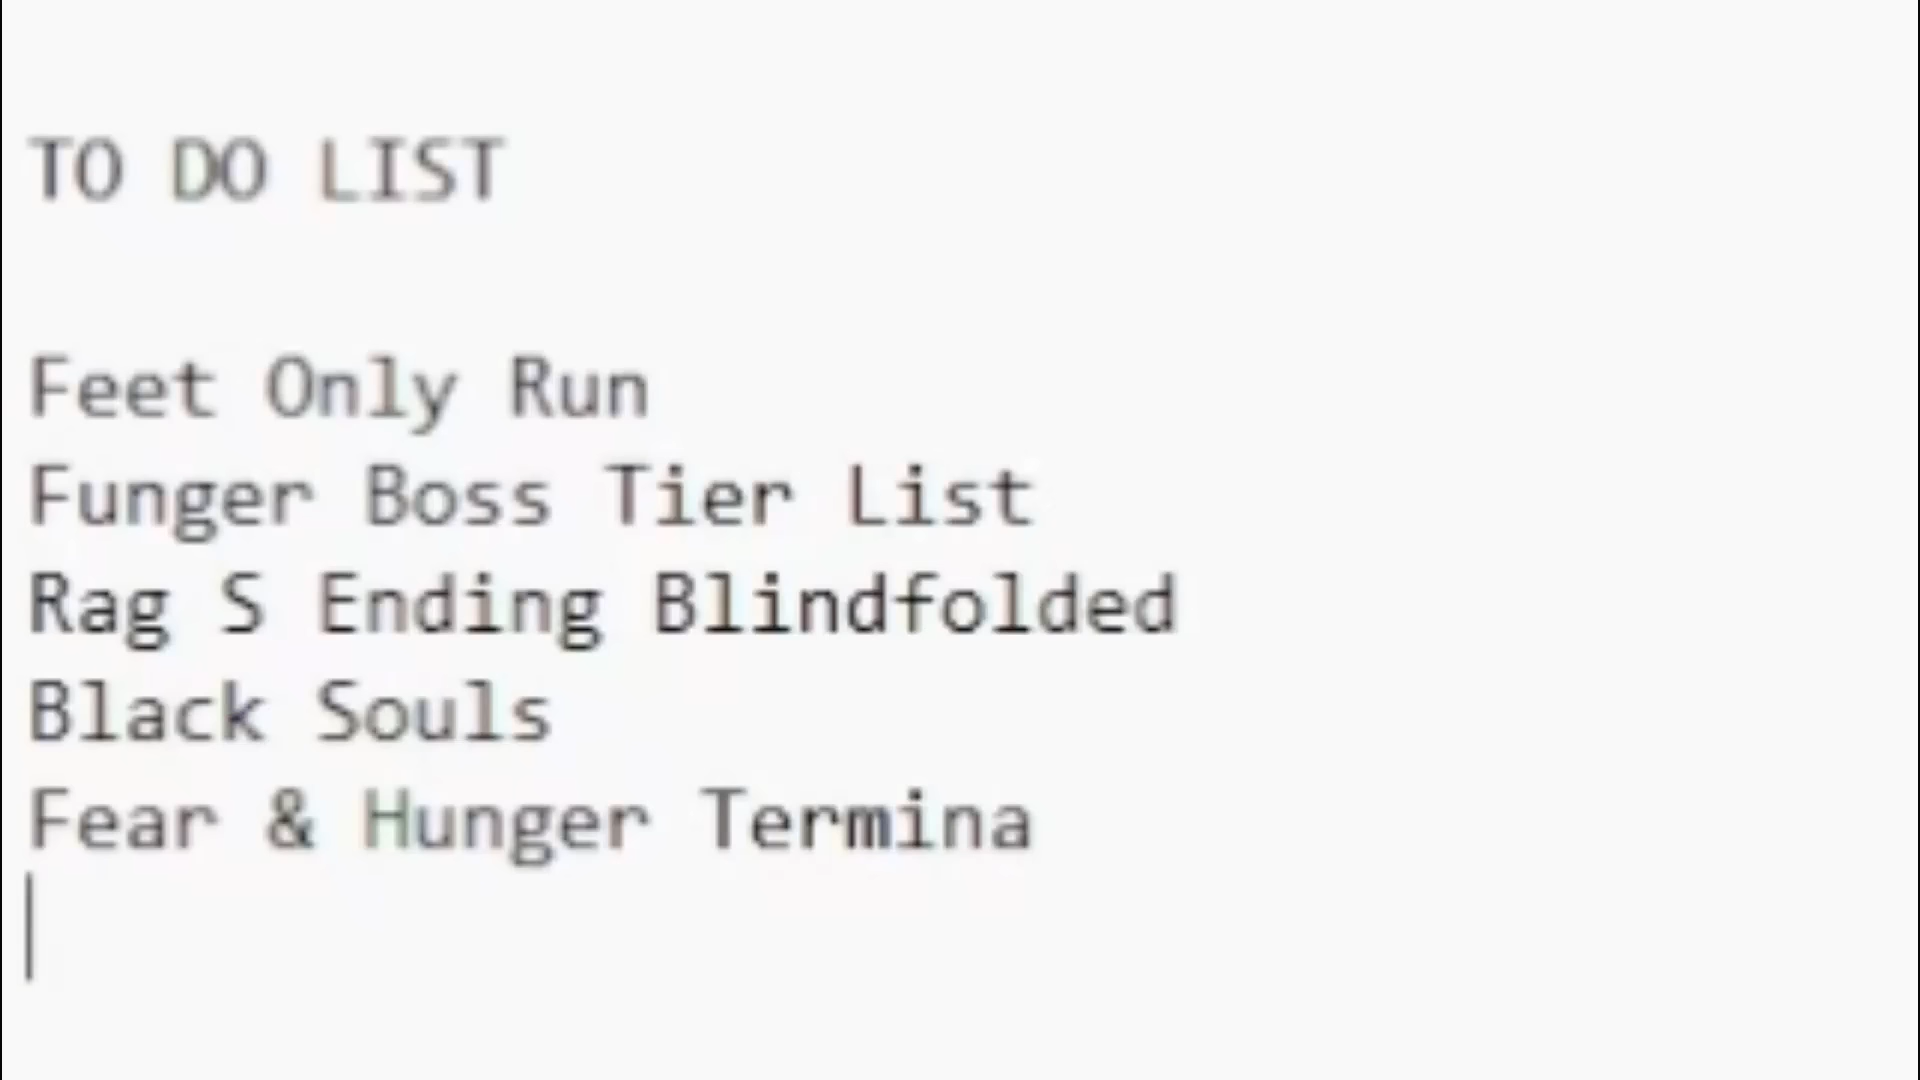 TO DO LIST
Feet Only Run
Funger Boss Tier List
Rag S Ending Blindfolded
Black Souls
Fear & Hunger Termina